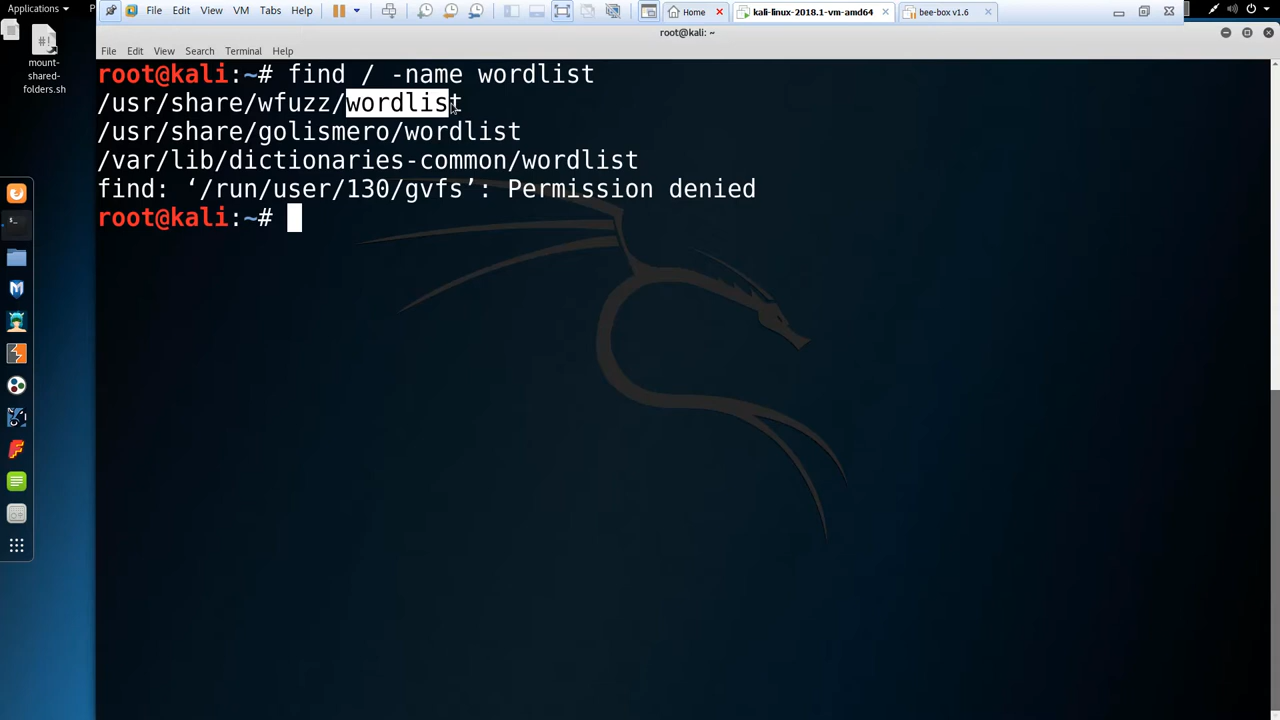 Applications
File Edit View VM Tabs Help
Home
kali-linux-2018.1-vm-amd64
bee-box v1.6
root@kali: ~
File Edit View Search Terminal Help
#!
mount-
shared-
folders.sh
root@kali:~# find / -name wordlist
/usr/share/wfuzz/wordlist
/usr/share/golismero/wordlist
/var/lib/dictionaries-common/wordlist
find: ‘/run/user/130/gvfs’: Permission denied
root@kali:~#